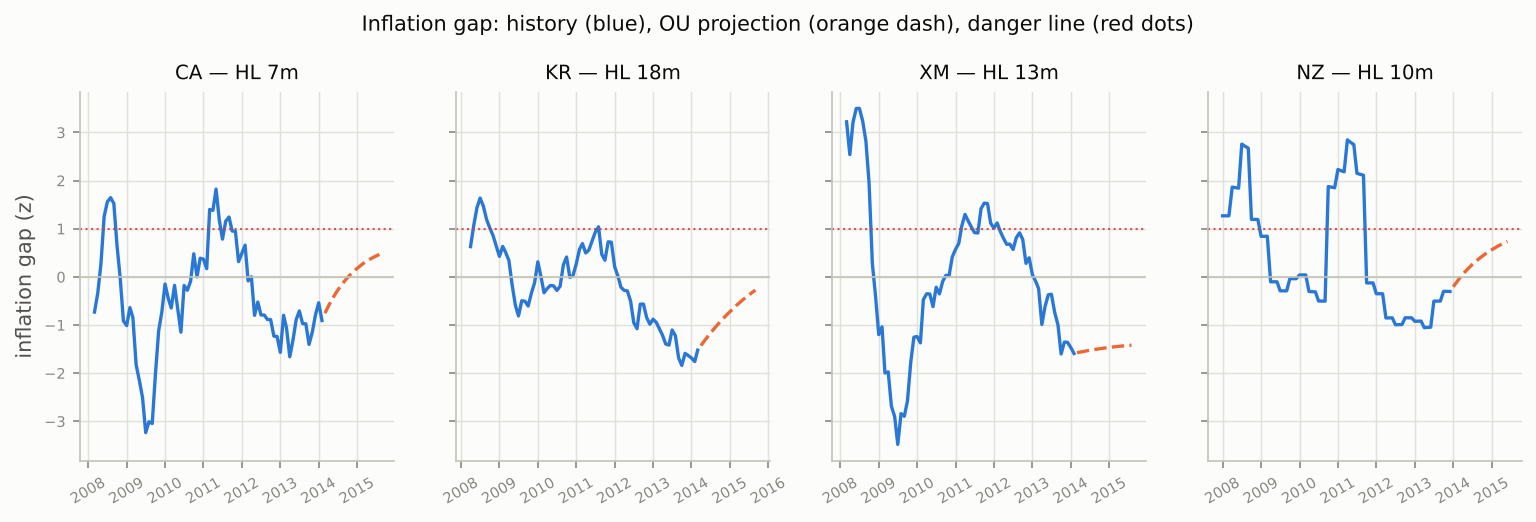 Inflation gap: history (blue), OU projection (orange dash), danger line (red dots)
CA — HL 7m
KR — HL 18m
XM — HL 13m
NZ — HL 10m
inflation gap (z)
3
2
1
0
−1
−2
−3
2008 2009 2010 2011 2012 2013 2014 2015
2008 2009 2010 2011 2012 2013 2014 2015 2016
2008 2009 2010 2011 2012 2013 2014 2015
2008 2009 2010 2011 2012 2013 2014 2015